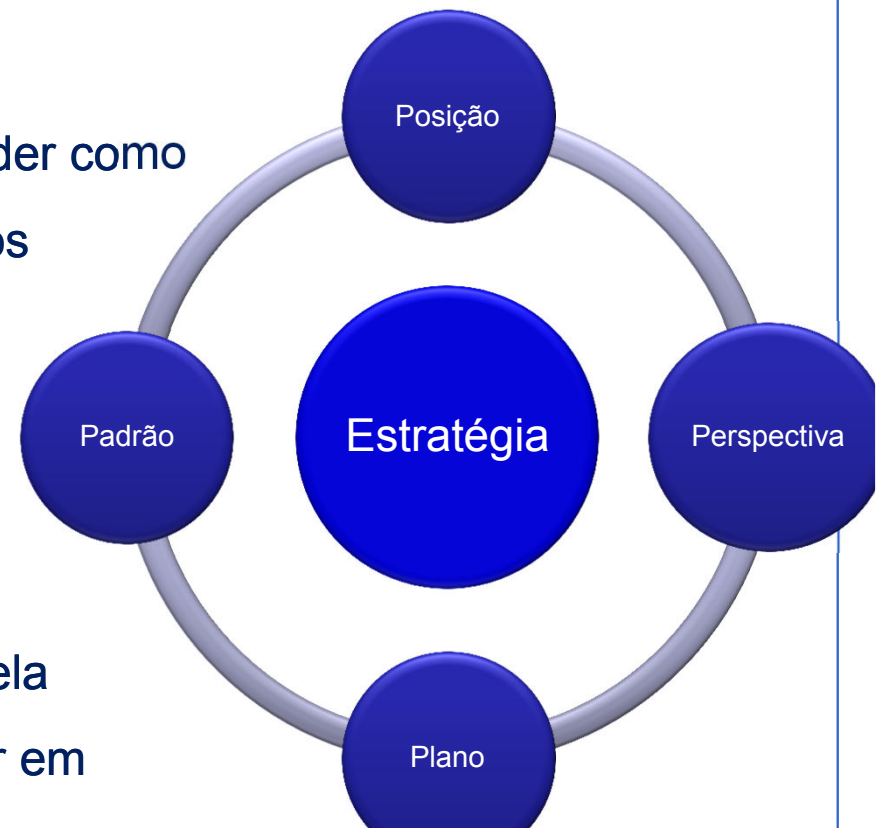 Posição
der como
os
Padrão
Estratégia
Perspectiva
ela
r em
Plano